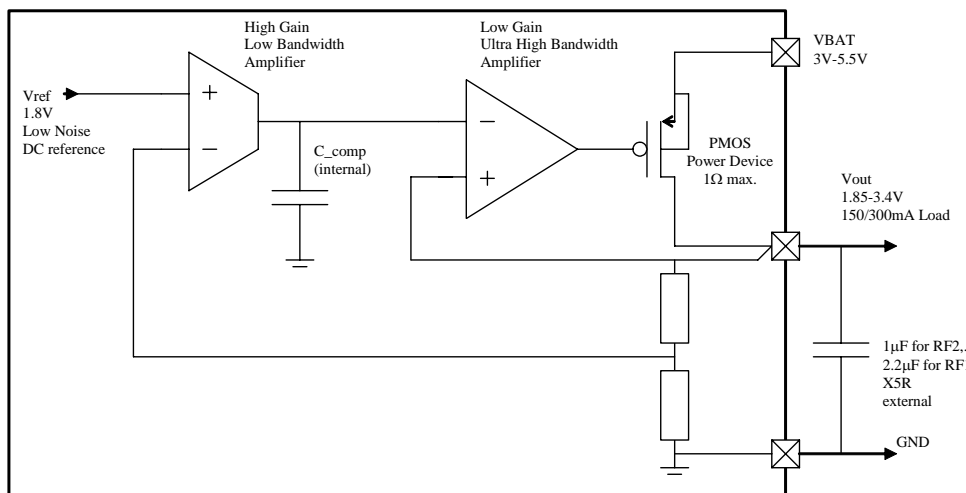 High Gain
Low Bandwidth
Amplifier
Low Gain
Ultra High Bandwidth
Amplifier
VBAT
3V-5.5V
Vref
1.8V
Low Noise
DC reference
+
−
C_comp
(internal)
−
+
PMOS
Power Device
1Ω max.
Vout
1.85-3.4V
150/300mA Load
1μF for RF2,.
2.2μF for RF
X5R
external
GND